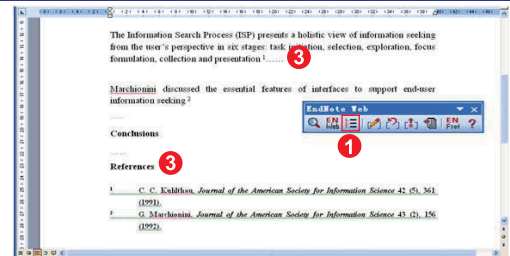 The Information Search Process (ISP) presents a holistic view of information seeking
from the user's perspective in six stages: task initiation, selection, exploration, focus
formulation, collection and presentation 1...... 3
Marchionini discussed the essential features of interfaces to support end-user
information seeking 2
.....
EndNote Web
EN Web EN Pref ?
1
Conclusions
......
References 3
1 C. C. Kuhlthau, Journal of the American Society for Information Science 42 (5), 361
(1991).
2 G. Marchionini, Journal of the American Society for Information Science 43 (2), 156
(1992).